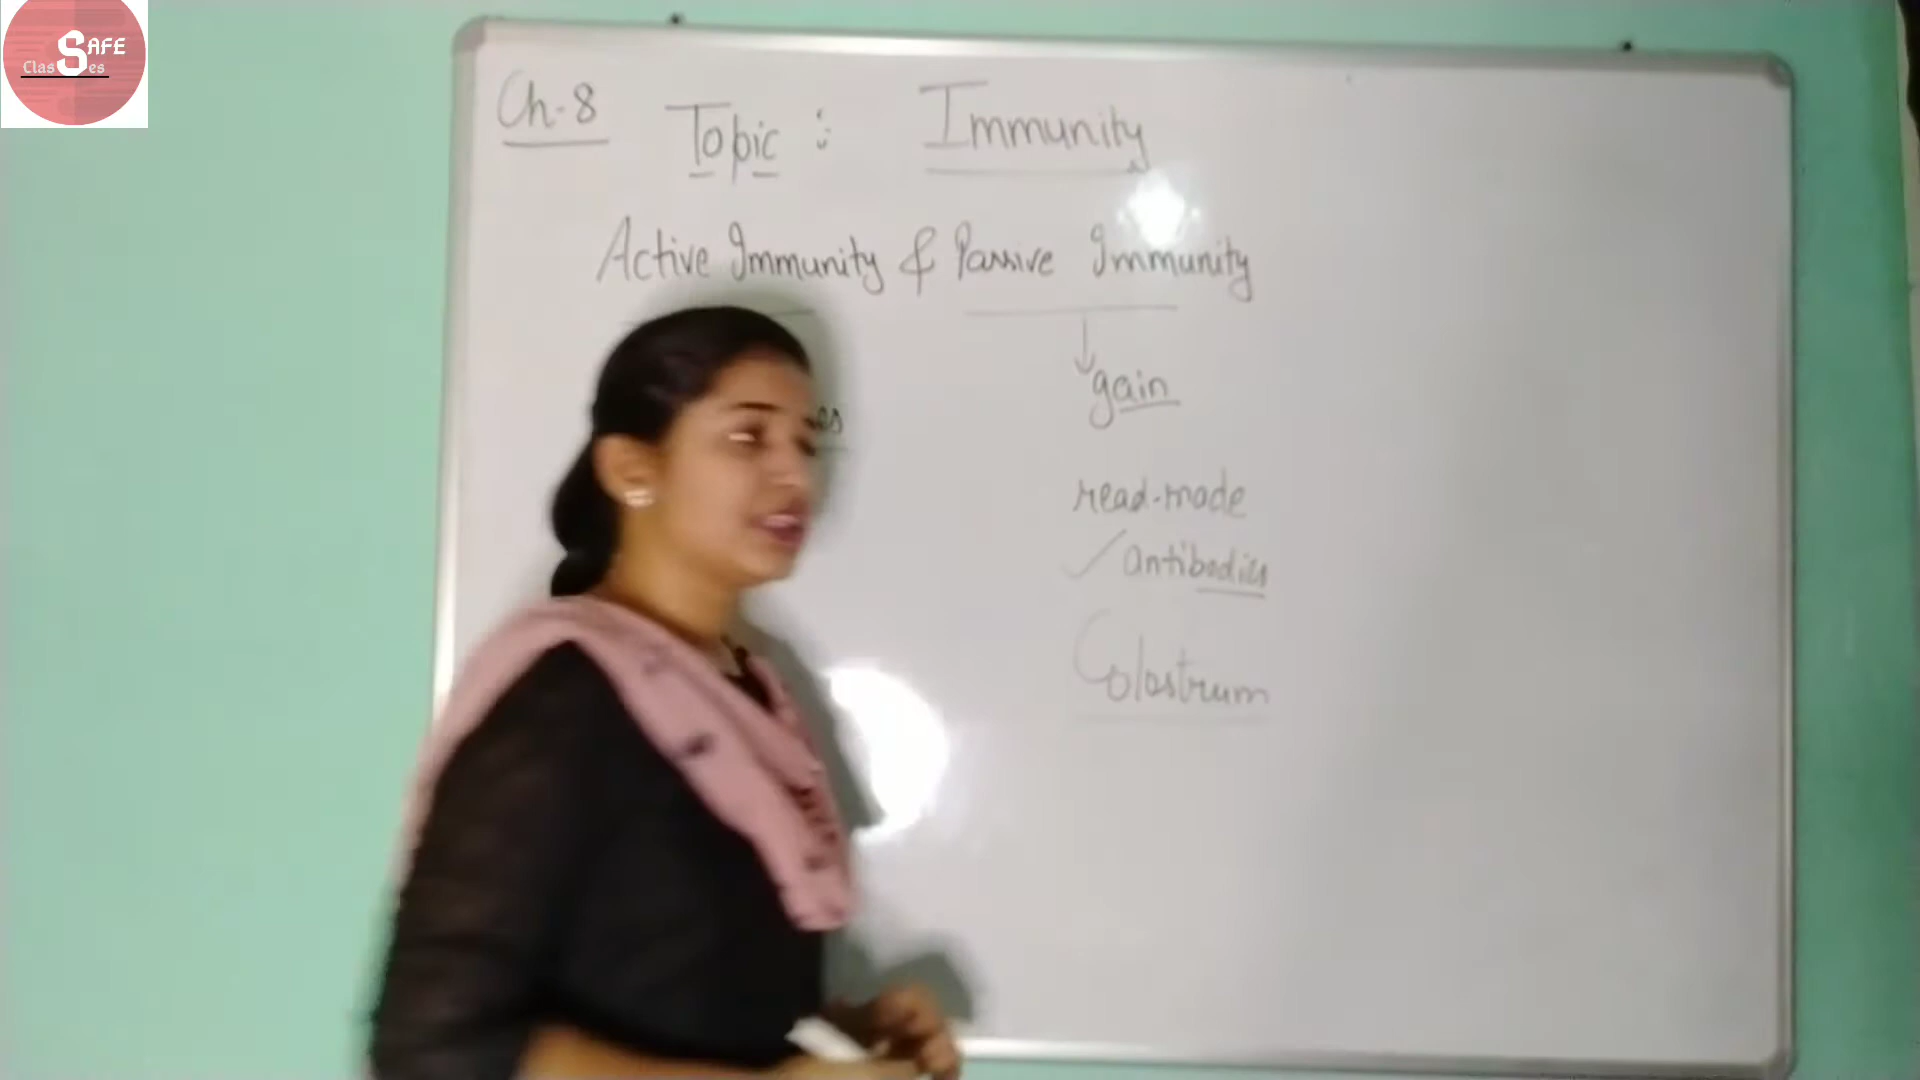 SAFE
Classes
Ch-8 Topic : Immunity
Active Immunity & Passive Immunity
gain
read-made
✓ antibodies
Colostrum